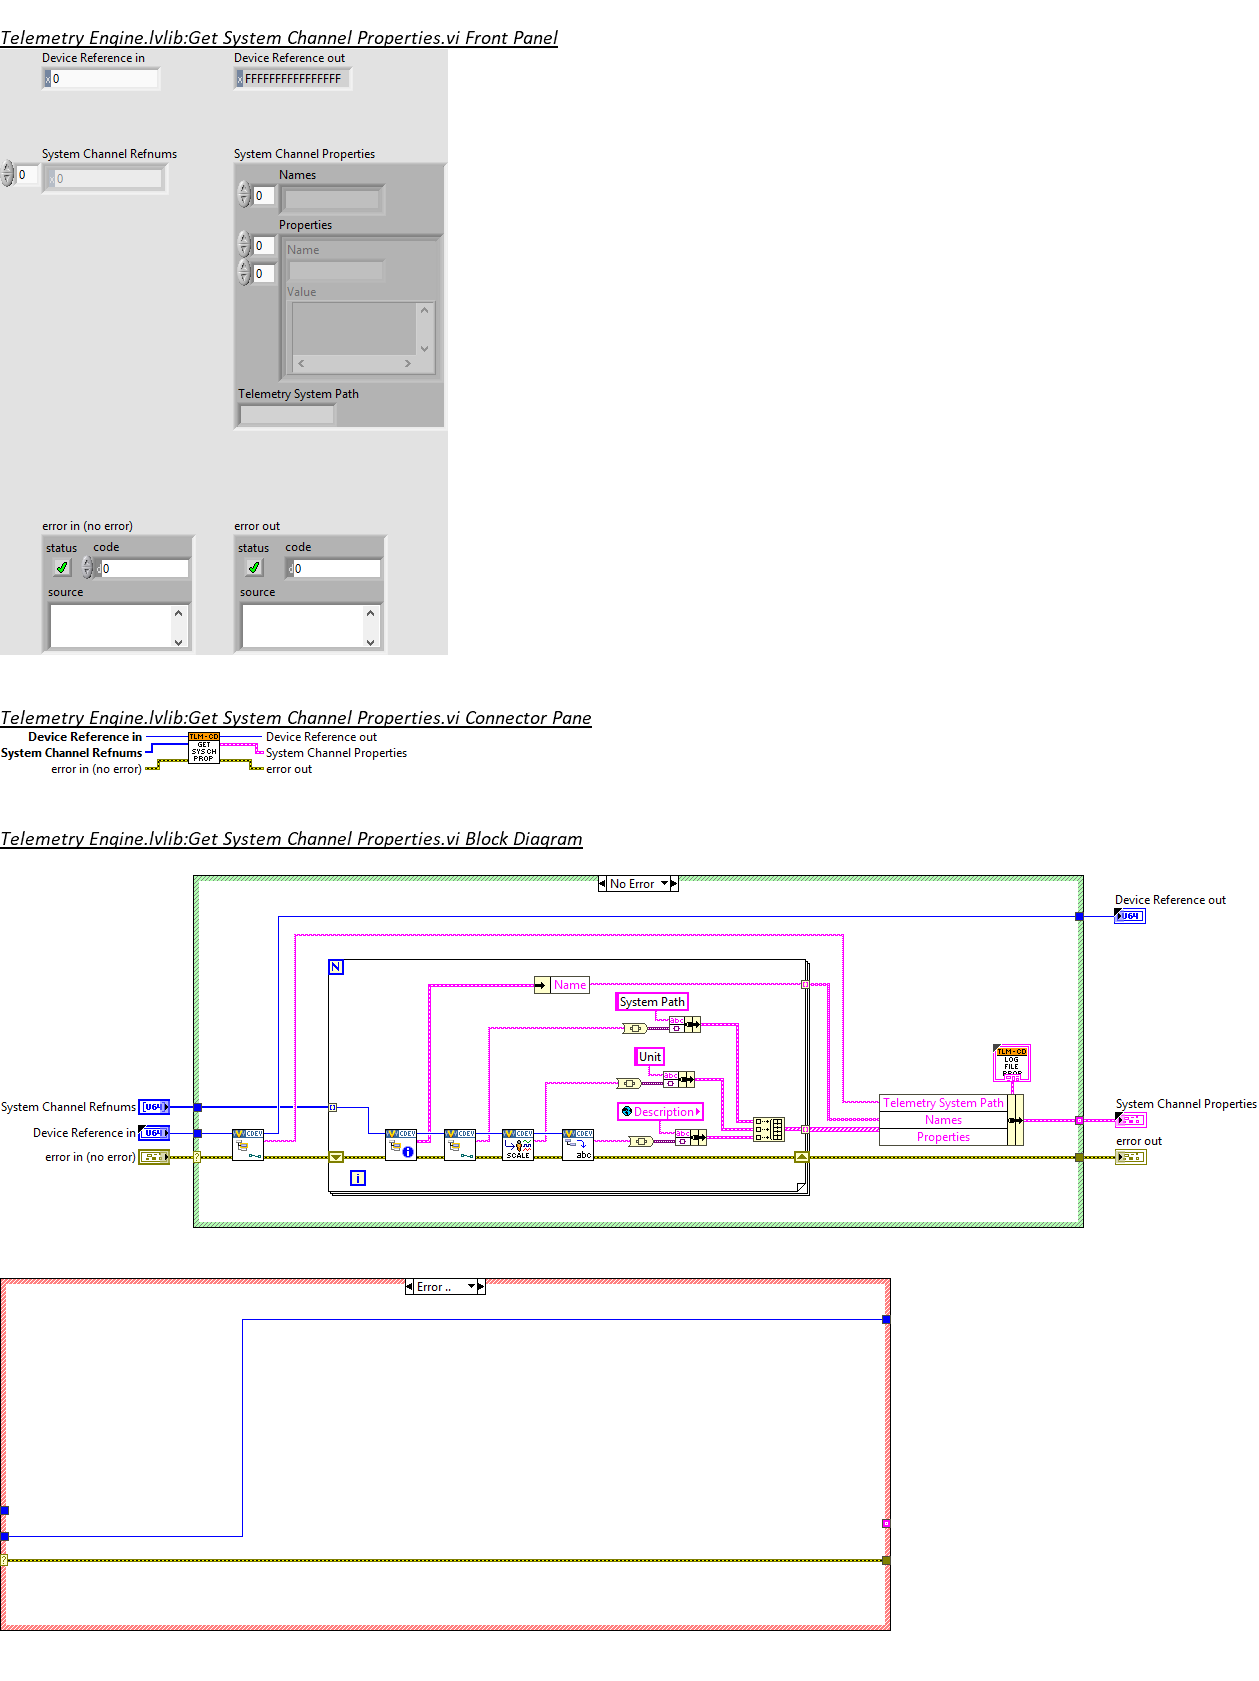 Telemetry Engine.lvlib:Get System Channel Properties.vi Front Panel
Device Reference in
Device Reference out
x 0
x FFFFFFFFFFFFFFFF
System Channel Refnums
System Channel Properties
0
x 0
Names
0
Properties
0
Name
0
Value
Telemetry System Path
error in (no error)
error out
status code
status code
d 0
d 0
source
source
Telemetry Engine.lvlib:Get System Channel Properties.vi Connector Pane
Device Reference in
System Channel Refnums
error in (no error)
TLM-CD
GET
SYS CH
PROP
Device Reference out
System Channel Properties
error out
Telemetry Engine.lvlib:Get System Channel Properties.vi Block Diagram
No Error
Device Reference out
U64
N
Name
System Path
abc
Unit
abc
Description
abc
TLM-CD
LOG
FILE
PROP
System Channel Refnums
[U64]
Device Reference in
U64
error in (no error)
?
CDEV
CDEV
i
CDEV
CDEV
SCALE
CDEV
abc
i
Telemetry System Path
Names
Properties
System Channel Properties
error out
Error ..
?